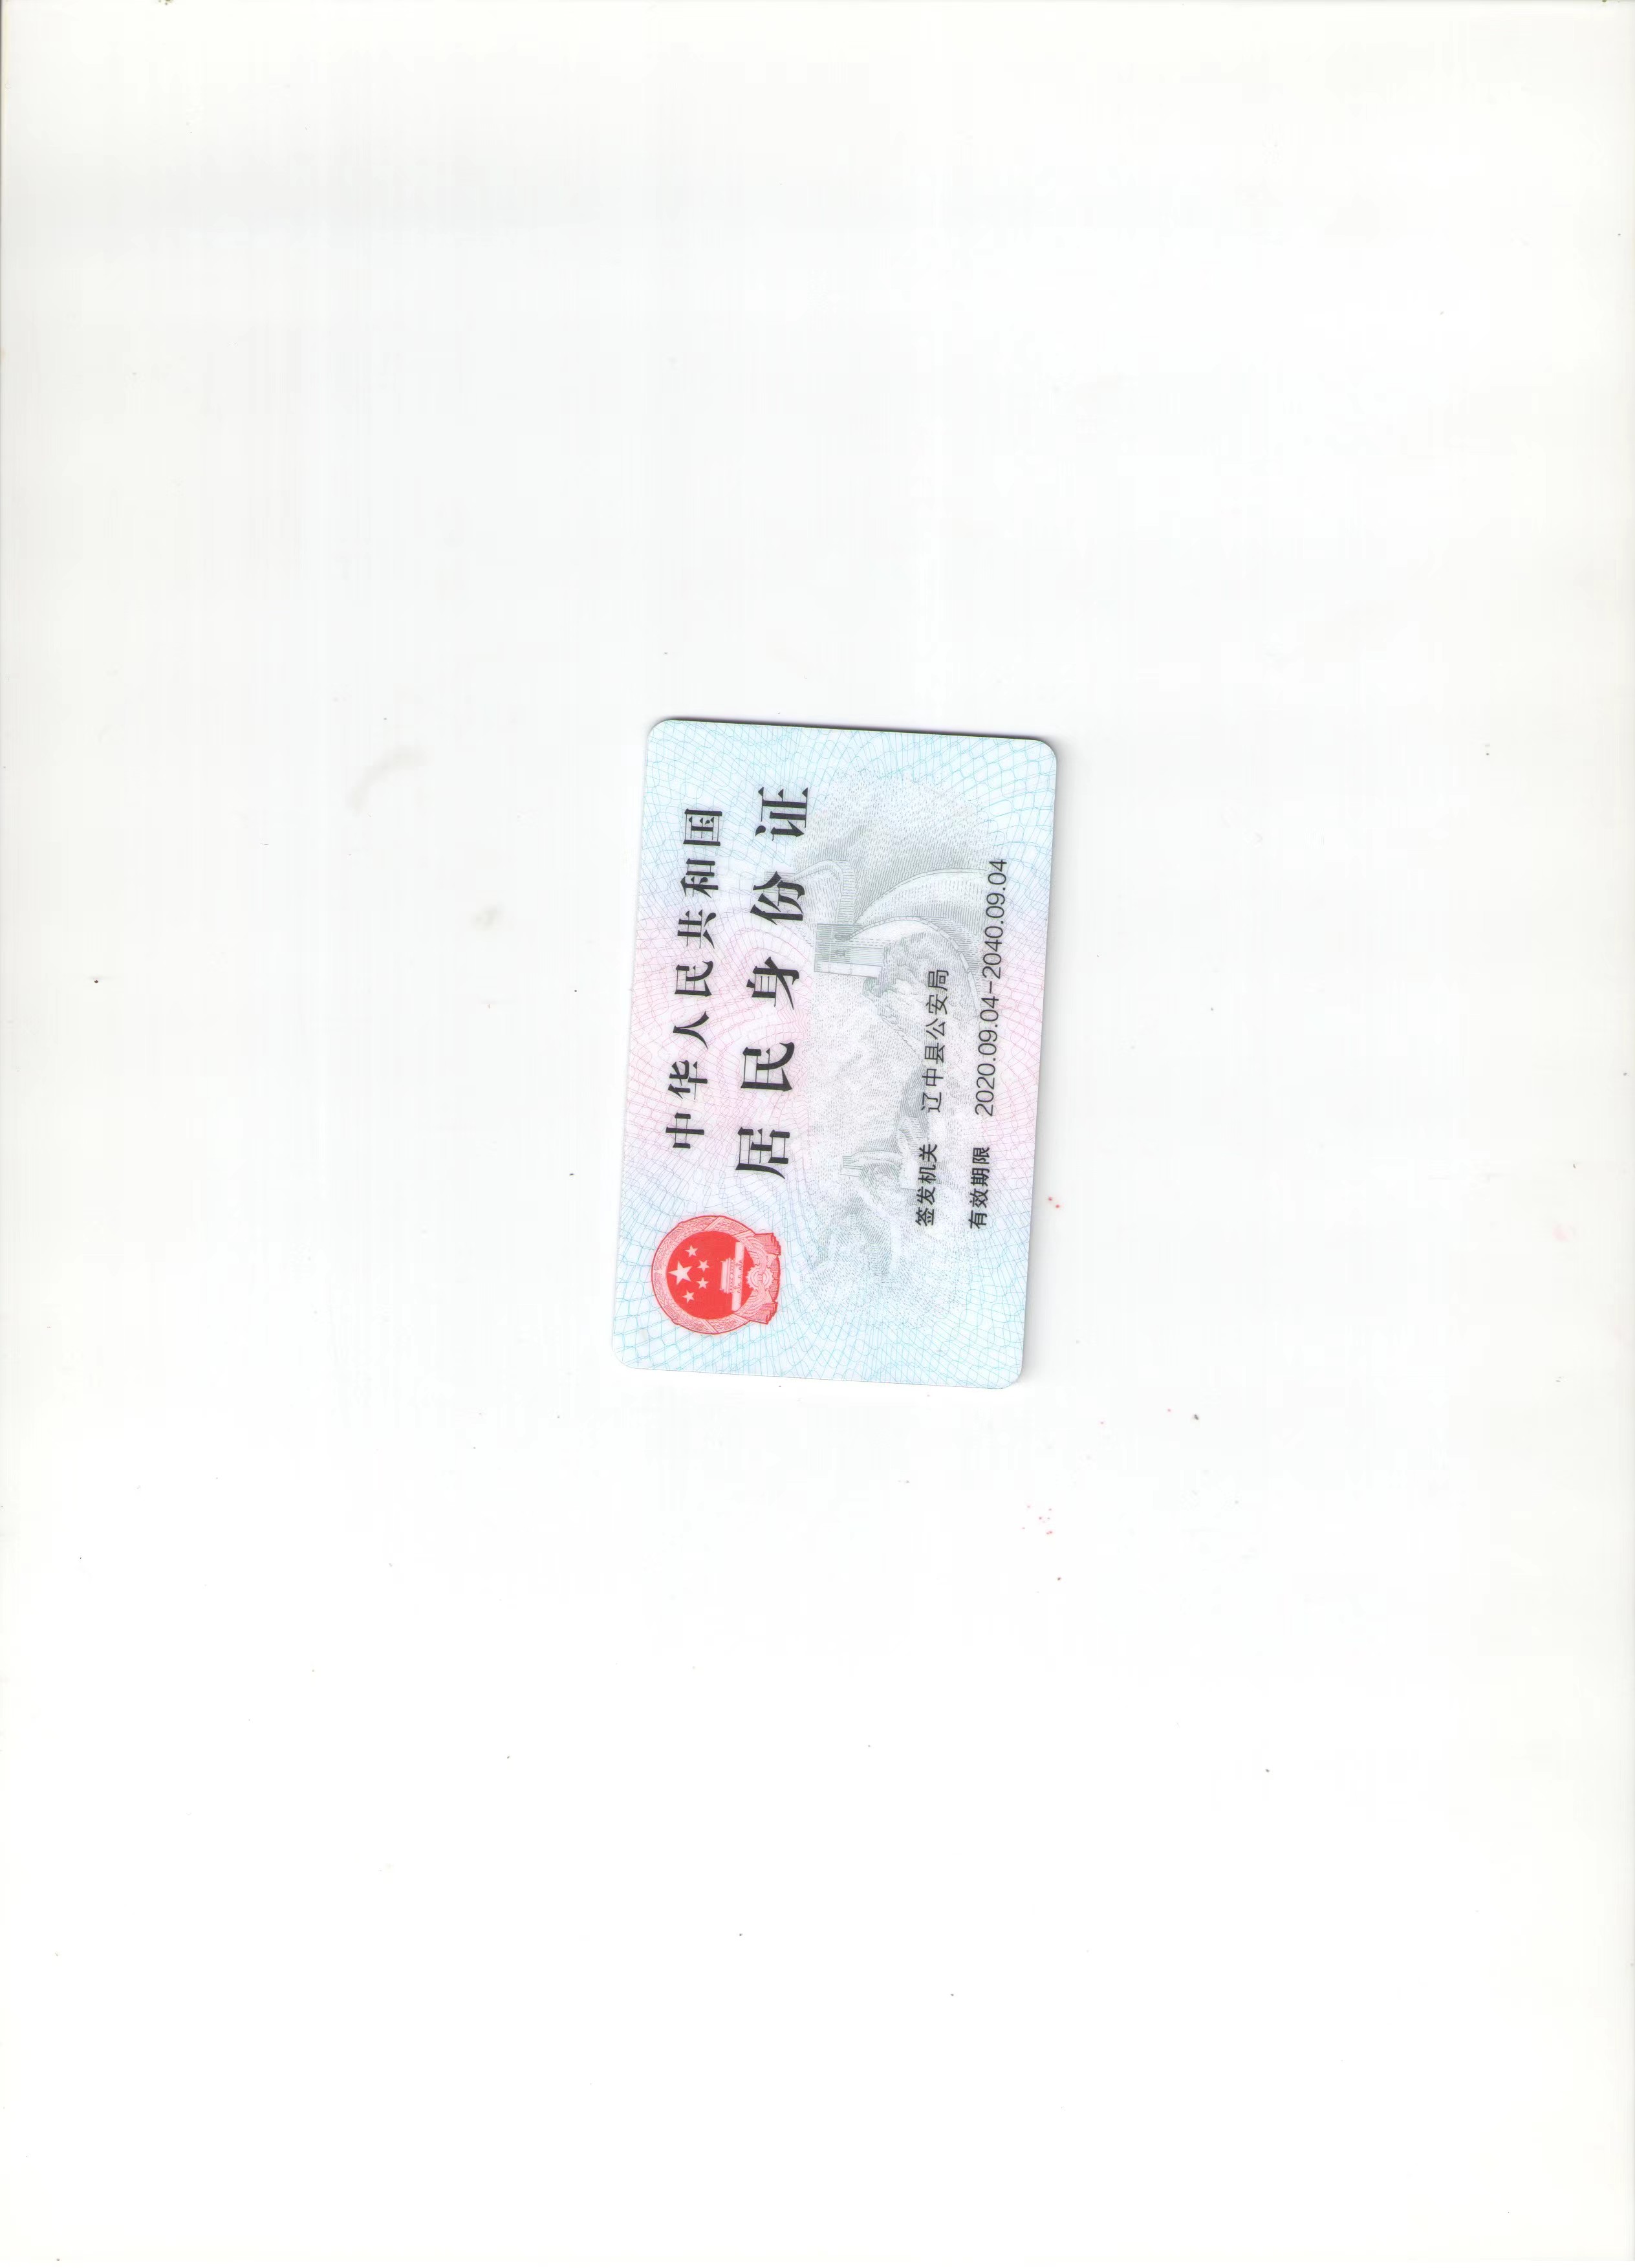 中华人民共和国
居民身份证
签发机关 辽中县公安局
有效期限 2020.09.04-2040.09.04